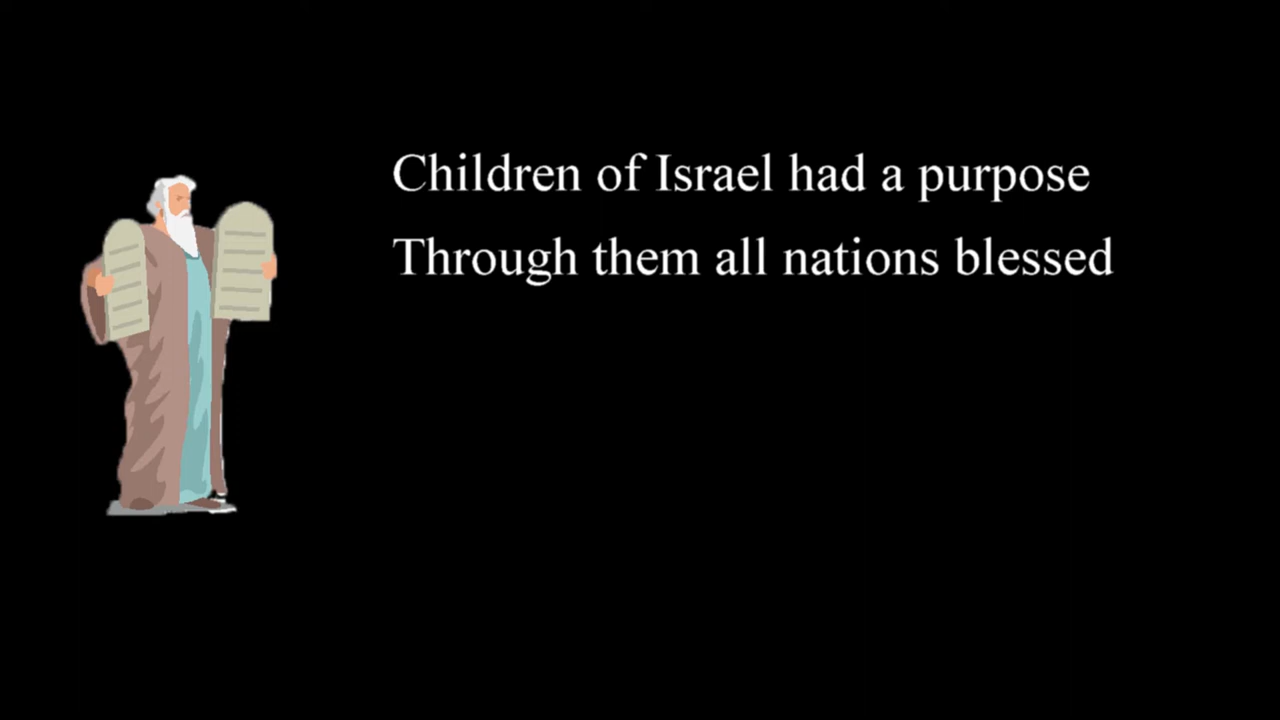 Children of Israel had a purpose
Through them all nations blessed